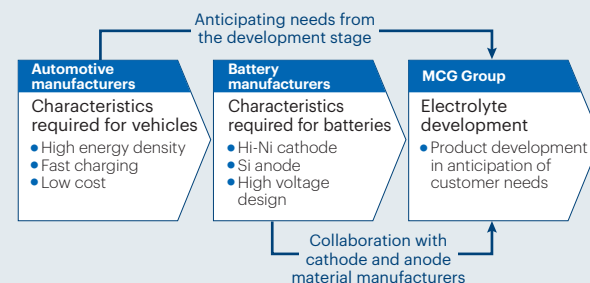 Anticipating needs from
the development stage
Automotive
manufacturers
Characteristics
required for vehicles
● High energy density
● Fast charging
● Low cost
Battery
manufacturers
Characteristics
required for batteries
● Hi-Ni cathode
● Si anode
● High voltage
design
MCG Group
Electrolyte
development
● Product development
in anticipation of
customer needs
Collaboration with
cathode and anode
material manufacturers